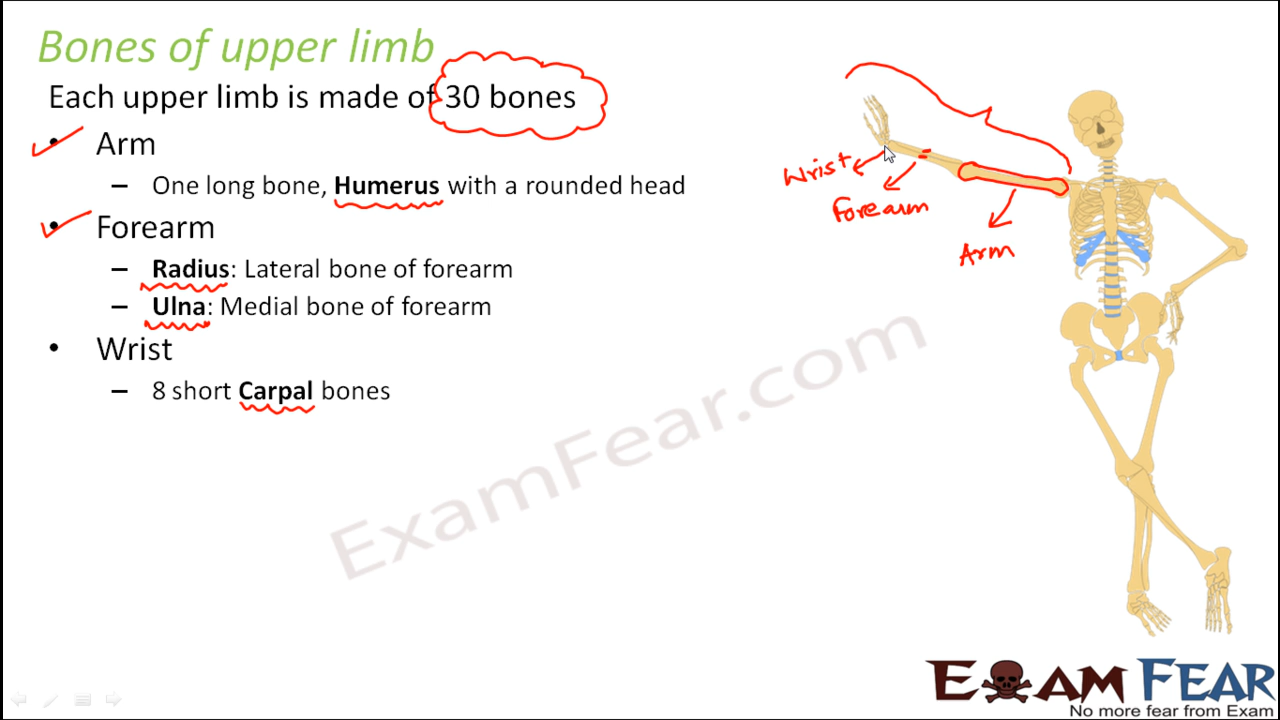 Bones of upper limb
Each upper limb is made of 30 bones
• Arm
– One long bone, Humerus with a rounded head
• Forearm
– Radius: Lateral bone of forearm
– Ulna: Medial bone of forearm
• Wrist
– 8 short Carpal bones
Wrist
Forearm
Arm
ExamFear.com
EXAM FEAR
No more fear from Exam